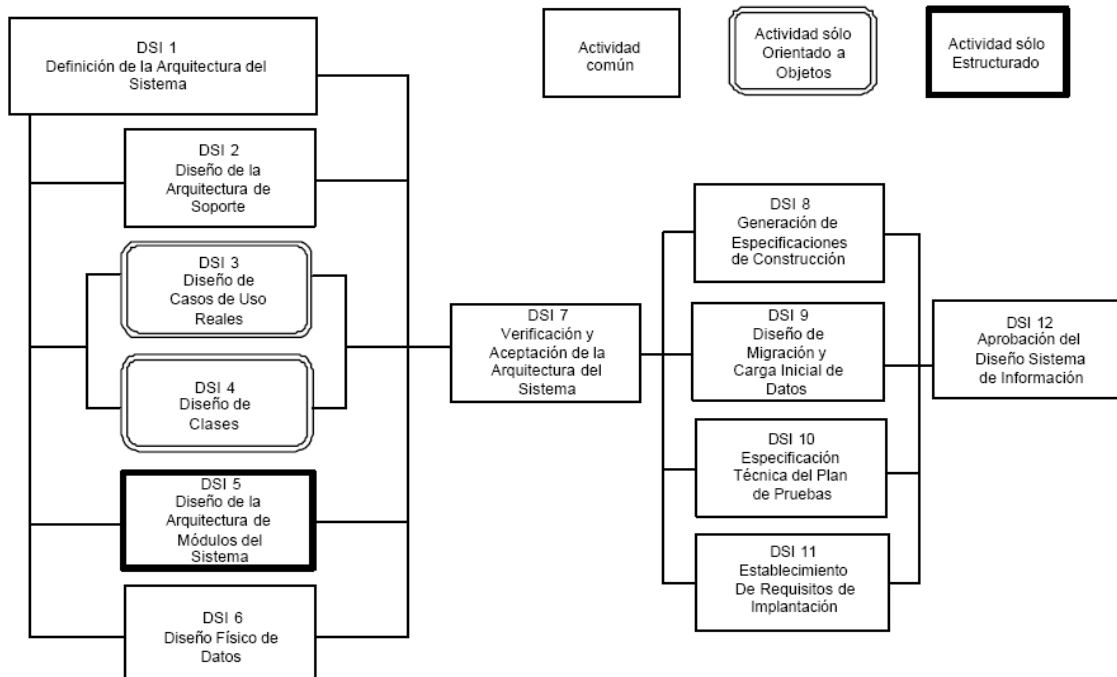 DSI 1
Definición de la Arquitectura del
Sistema
Actividad
común
Actividad sólo
Orientado a
Objetos
Actividad sólo
Estructurado
DSI 2
Diseño de la
Arquitectura de
Soporte
DSI 3
Diseño de
Casos de Uso
Reales
DSI 4
Diseño de
Clases
DSI 5
Diseño de la
Arquitectura de
Módulos del
Sistema
DSI 6
Diseño Físico de
Datos
DSI 7
Verificación y
Aceptación de la
Arquitectura del
Sistema
DSI 8
Generación de
Especificaciones
de Construcción
DSI 9
Diseño de
Migración y
Carga Inicial de
Datos
DSI 10
Especificación
Técnica del Plan
de Pruebas
DSI 11
Establecimiento
De Requisitos de
Implantación
DSI 12
Aprobación del
Diseño Sistema
de Información